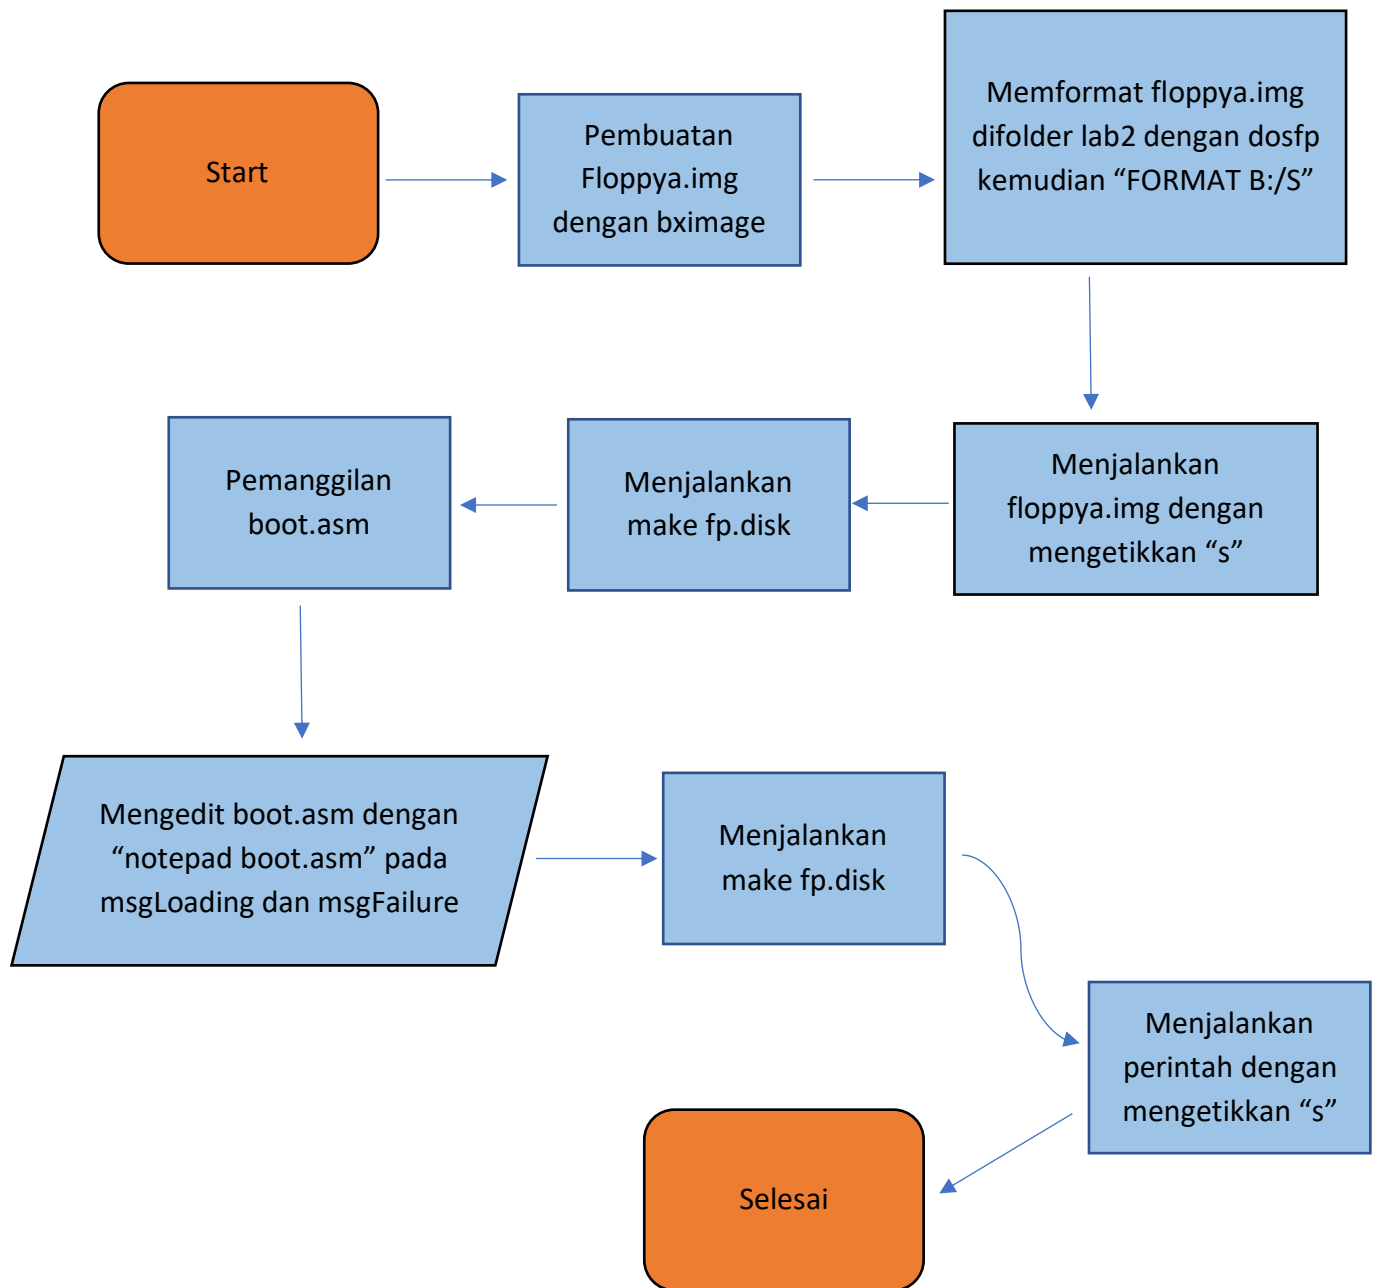 Start
Pembuatan
Floppya.img
dengan bximage
Memformat floppya.img
difolder lab2 dengan dosfp
kemudian “FORMAT B:/S”
Menjalankan
floppya.img dengan
mengetikkan “s”
Menjalankan
make fp.disk
Pemanggilan
boot.asm
Mengedit boot.asm dengan
“notepad boot.asm” pada
msgLoading dan msgFailure
Menjalankan
make fp.disk
Menjalankan
perintah dengan
mengetikkan “s”
Selesai